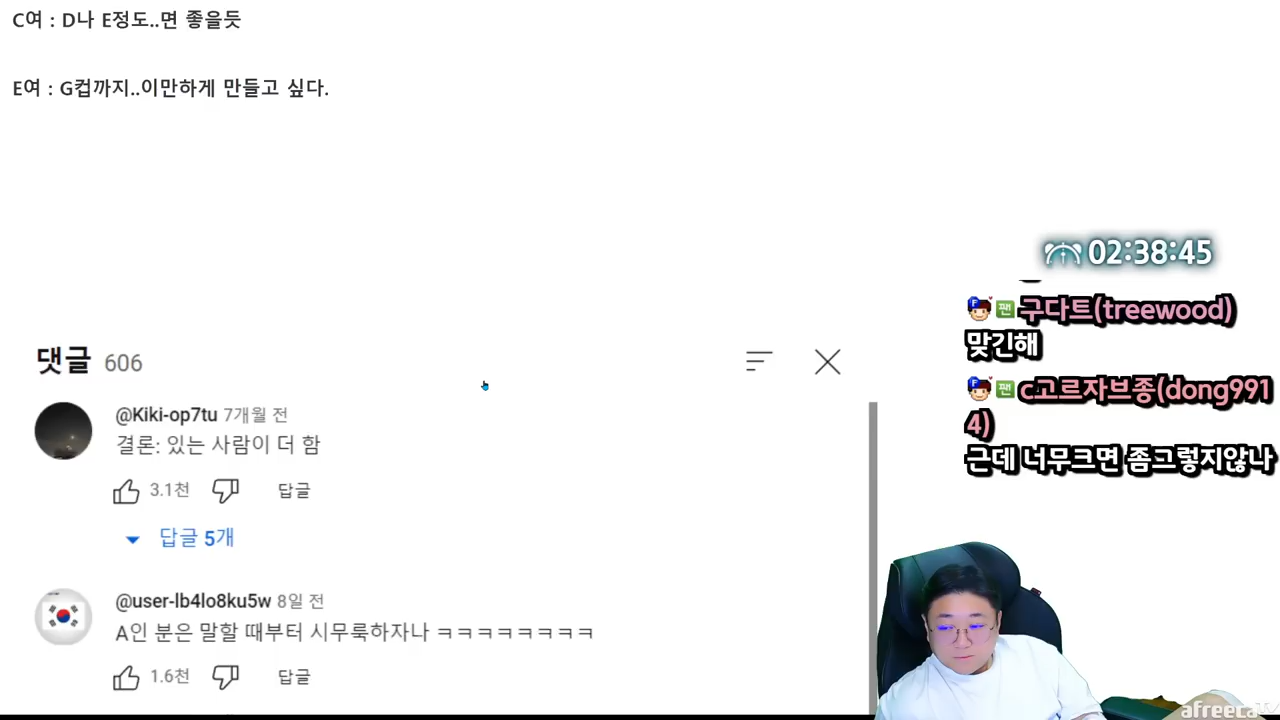 C여 : D나 E정도..면 좋을듯
E여 : G컵까지..이만하게 만들고 싶다.
02:38:45
F 팬 구다트(treewood)
맞긴해
F 팬 c고르자브종(dong991
4)
근데 너무크면 좀그렇지않나
댓글 606
@Kiki-op7tu 7개월 전
결론: 있는 사람이 더 함
3.1천 답글
답글 5개
@user-lb4lo8ku5w 8일 전
A인 분은 말할 때부터 시무룩하자나 ㅋㅋㅋㅋㅋㅋㅋㅋ
1.6천 답글
afreecaTV